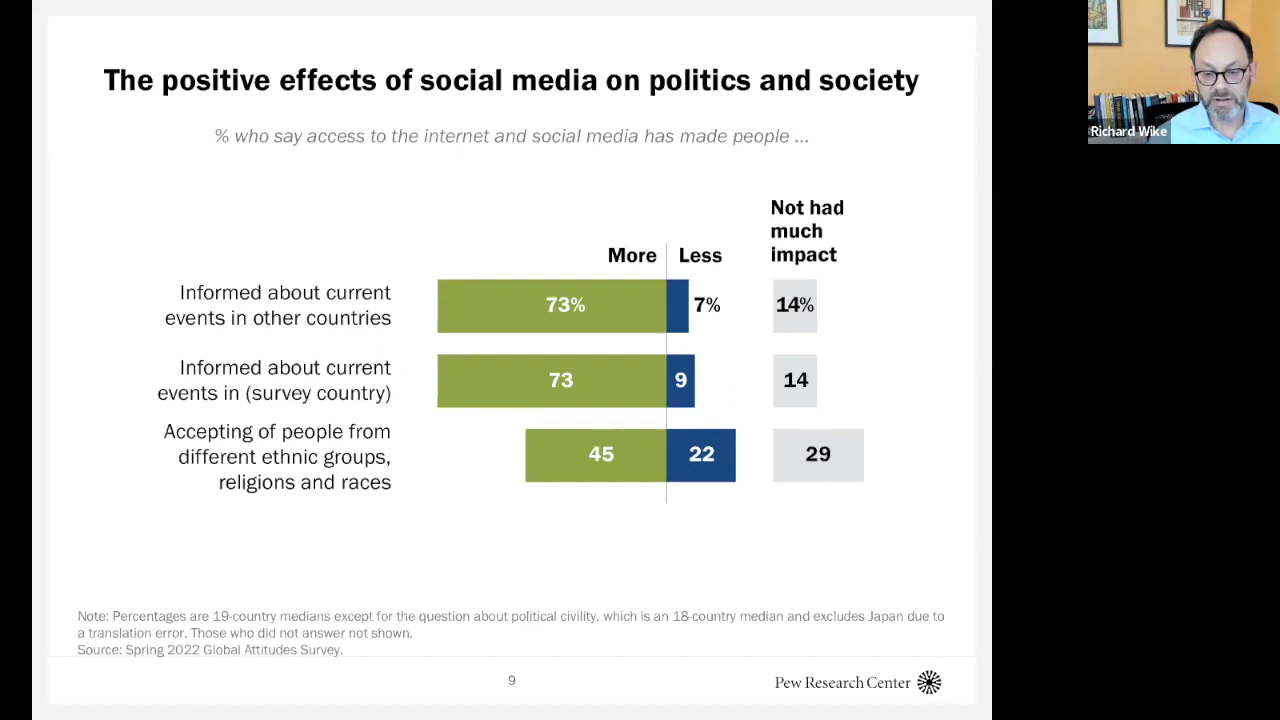 The positive effects of social media on politics and society
% who say access to the internet and social media has made people ...
Richard Wike
Not had
much
impact
More
Less
Informed about current
events in other countries
73%
7%
14%
Informed about current
events in (survey country)
73
9
14
Accepting of people from
different ethnic groups,
religions and races
45
22
29
Note: Percentages are 19-country medians except for the question about political civility, which is an 18-country median and excludes Japan due to
a translation error. Those who did not answer not shown.
Source: Spring 2022 Global Attitudes Survey.
9
Pew Research Center